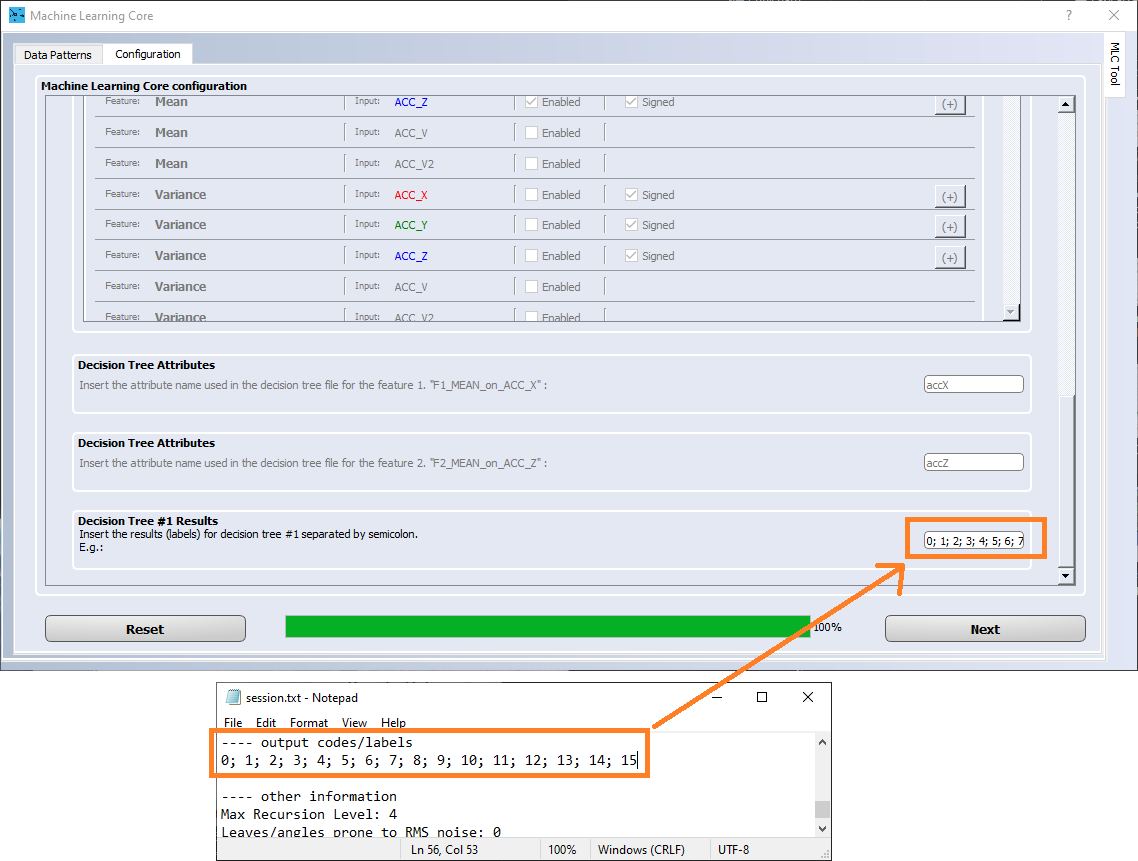 Machine Learning Core
?
Data Patterns
Configuration
MLC Tool
Machine Learning Core configuration
Feature: Mean Input: ACC_Z Enabled Signed (+)
Feature: Mean Input: ACC_V Enabled
Feature: Mean Input: ACC_V2 Enabled
Feature: Variance Input: ACC_X Enabled Signed (+)
Feature: Variance Input: ACC_Y Enabled Signed (+)
Feature: Variance Input: ACC_Z Enabled Signed (+)
Feature: Variance Input: ACC_V Enabled
Feature: Variance Input: ACC_V2 Enabled
Decision Tree Attributes
Insert the attribute name used in the decision tree file for the feature 1. "F1_MEAN_on_ACC_X" : accX
Decision Tree Attributes
Insert the attribute name used in the decision tree file for the feature 2. "F2_MEAN_on_ACC_Z" : accZ
Decision Tree #1 Results
Insert the results (labels) for decision tree #1 separated by semicolon.
E.g.:
0; 1; 2; 3; 4; 5; 6; 7
Reset
100%
Next
session.txt - Notepad
File Edit Format View Help
---- output codes/labels
0; 1; 2; 3; 4; 5; 6; 7; 8; 9; 10; 11; 12; 13; 14; 15
---- other information
Max Recursion Level: 4
Leaves/angles prone to RMS noise: 0
Ln 56, Col 53 100% Windows (CRLF) UTF-8